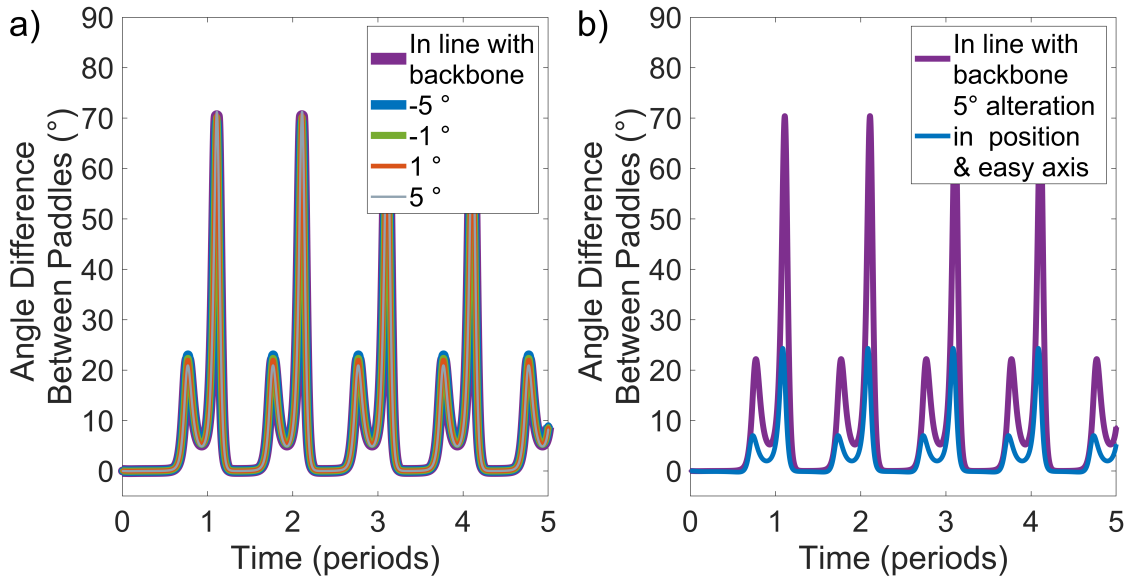 a)
Angle Difference
Between Paddles (°)
90
80
70
60
50
40
30
20
10
0
In line with
backbone
-5 °
-1 °
1 °
5 °
0 1 2 3 4 5
Time (periods)
b)
Angle Difference
Between Paddles (°)
90
80
70
60
50
40
30
20
10
0
In line with
backbone
5° alteration
in position
& easy axis
0 1 2 3 4 5
Time (periods)